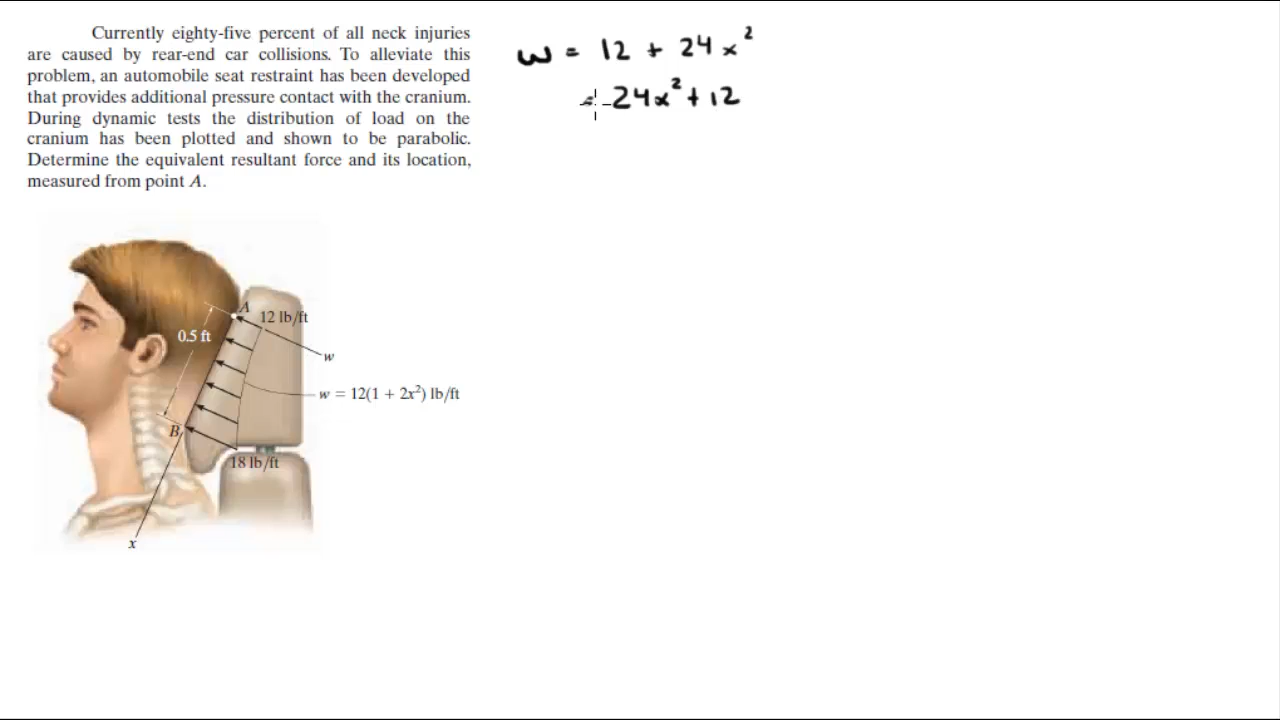 Currently eighty-five percent of all neck injuries
are caused by rear-end car collisions. To alleviate this
problem, an automobile seat restraint has been developed
that provides additional pressure contact with the cranium.
During dynamic tests the distribution of load on the
cranium has been plotted and shown to be parabolic.
Determine the equivalent resultant force and its location,
measured from point A.
w = 12 + 24x²
= 24x² + 12
A
12 lb/ft
0.5 ft
w
w = 12(1 + 2x²) lb/ft
B
18 lb/ft
x